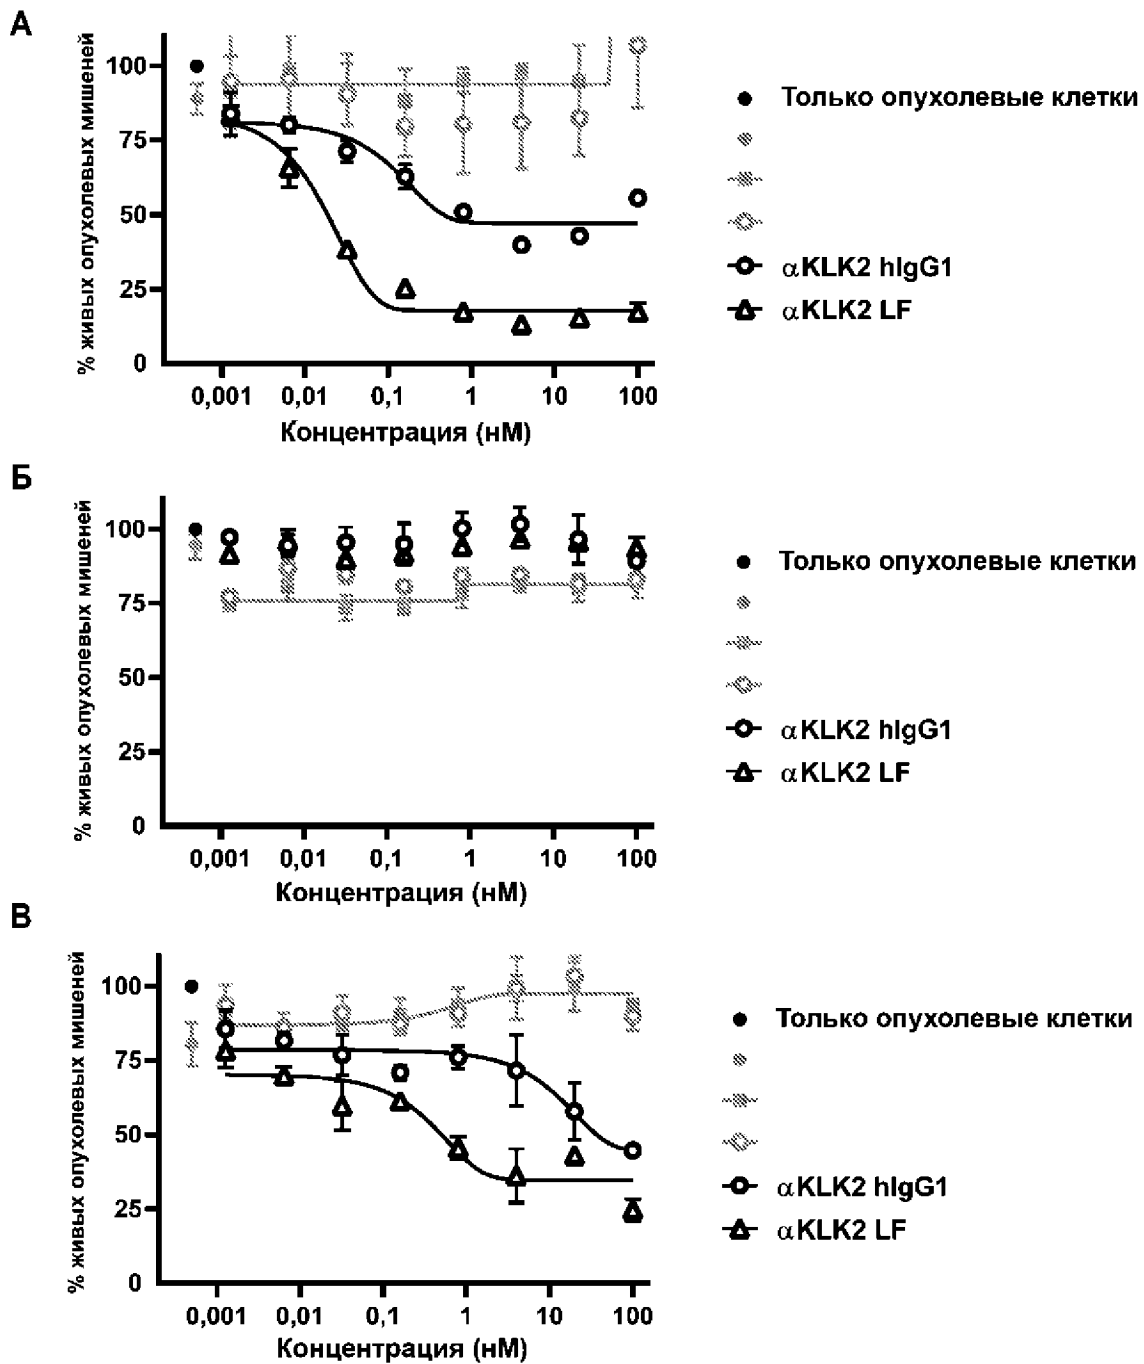 А
% живых опухолевых мишеней
100
75
50
25
0
0,001 0,01 0,1 1 10 100
Концентрация (нМ)
Только опухолевые клетки
αKLK2 hIgG1
αKLK2 LF
Б
% живых опухолевых мишеней
100
75
50
25
0
0,001 0,01 0,1 1 10 100
Концентрация (нМ)
Только опухолевые клетки
αKLK2 hIgG1
αKLK2 LF
В
% живых опухолевых мишеней
100
75
50
25
0
0,001 0,01 0,1 1 10 100
Концентрация (нМ)
Только опухолевые клетки
αKLK2 hIgG1
αKLK2 LF